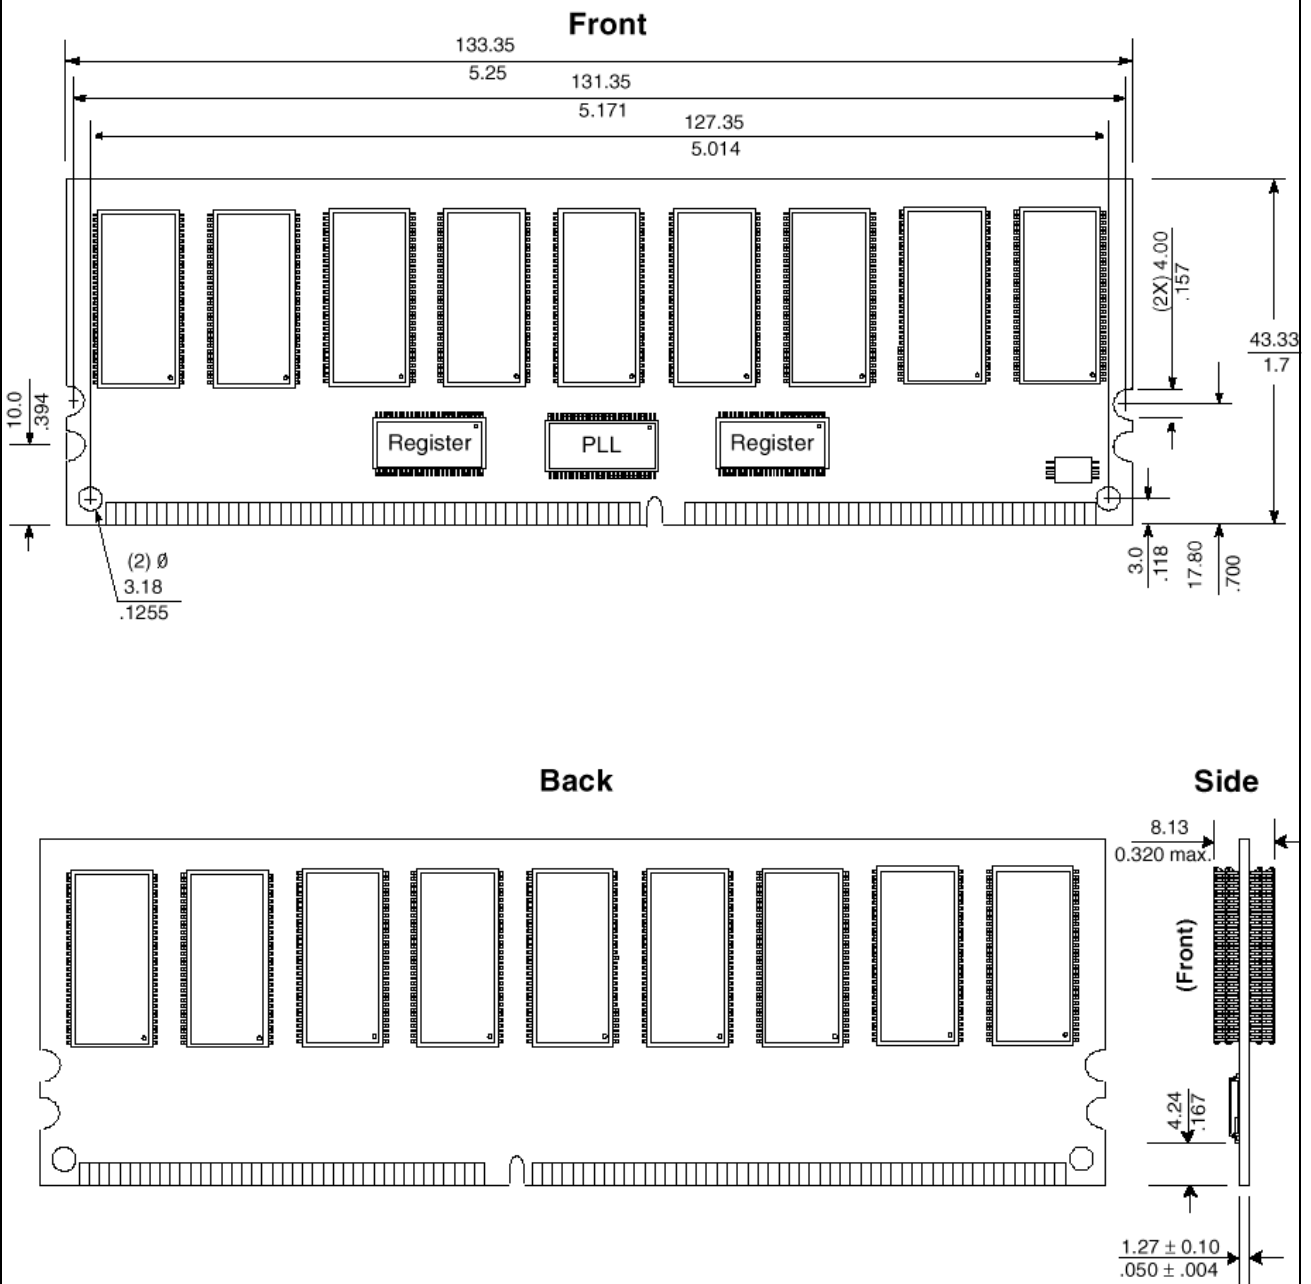 Front
133.35
5.25
131.35
5.171
127.35
5.014
(2X) 4.00
.157
43.33
1.7
10.0
.394
Register
PLL
Register
(2) Ø
3.18
.1255
3.0
.118
17.80
.700
Back
Side
8.13
0.320 max.
(Front)
4.24
.167
1.27 ± 0.10
.050 ± .004